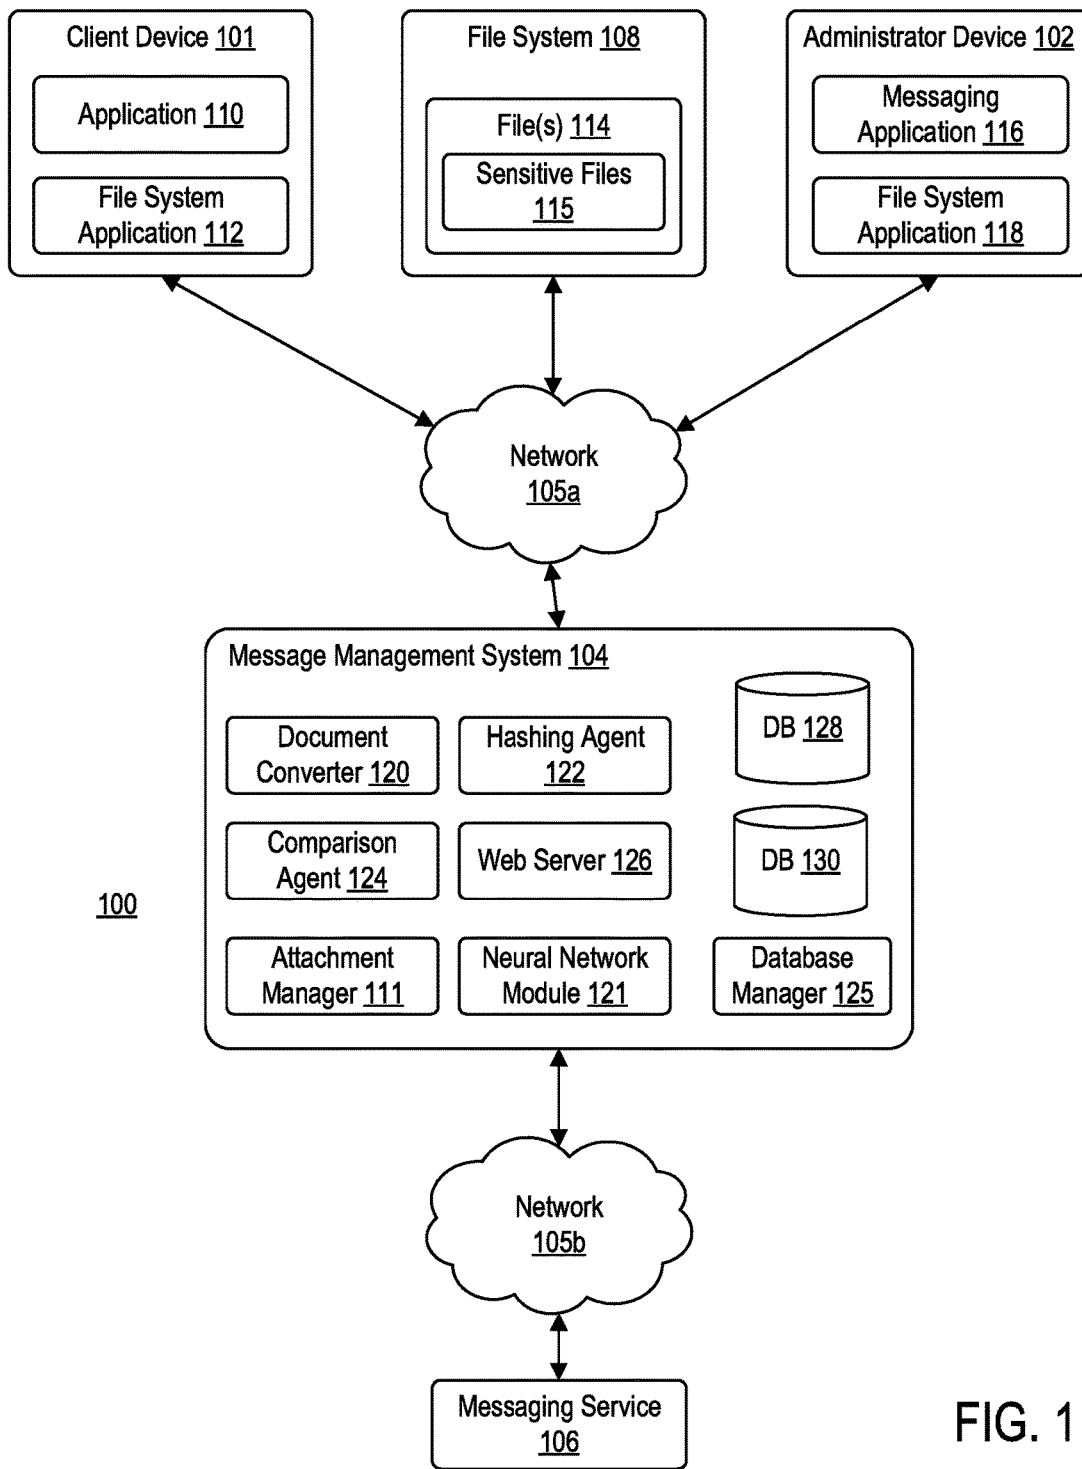 Client Device 101
Application 110
File System
Application 112
File System 108
File(s) 114
Sensitive Files
115
Administrator Device 102
Messaging
Application 116
File System
Application 118
Network
105a
Message Management System 104
Document
Converter 120
Hashing Agent
122
DB 128
Comparison
Agent 124
Web Server 126
DB 130
100
Attachment
Manager 111
Neural Network
Module 121
Database
Manager 125
Network
105b
Messaging Service
106
FIG. 1